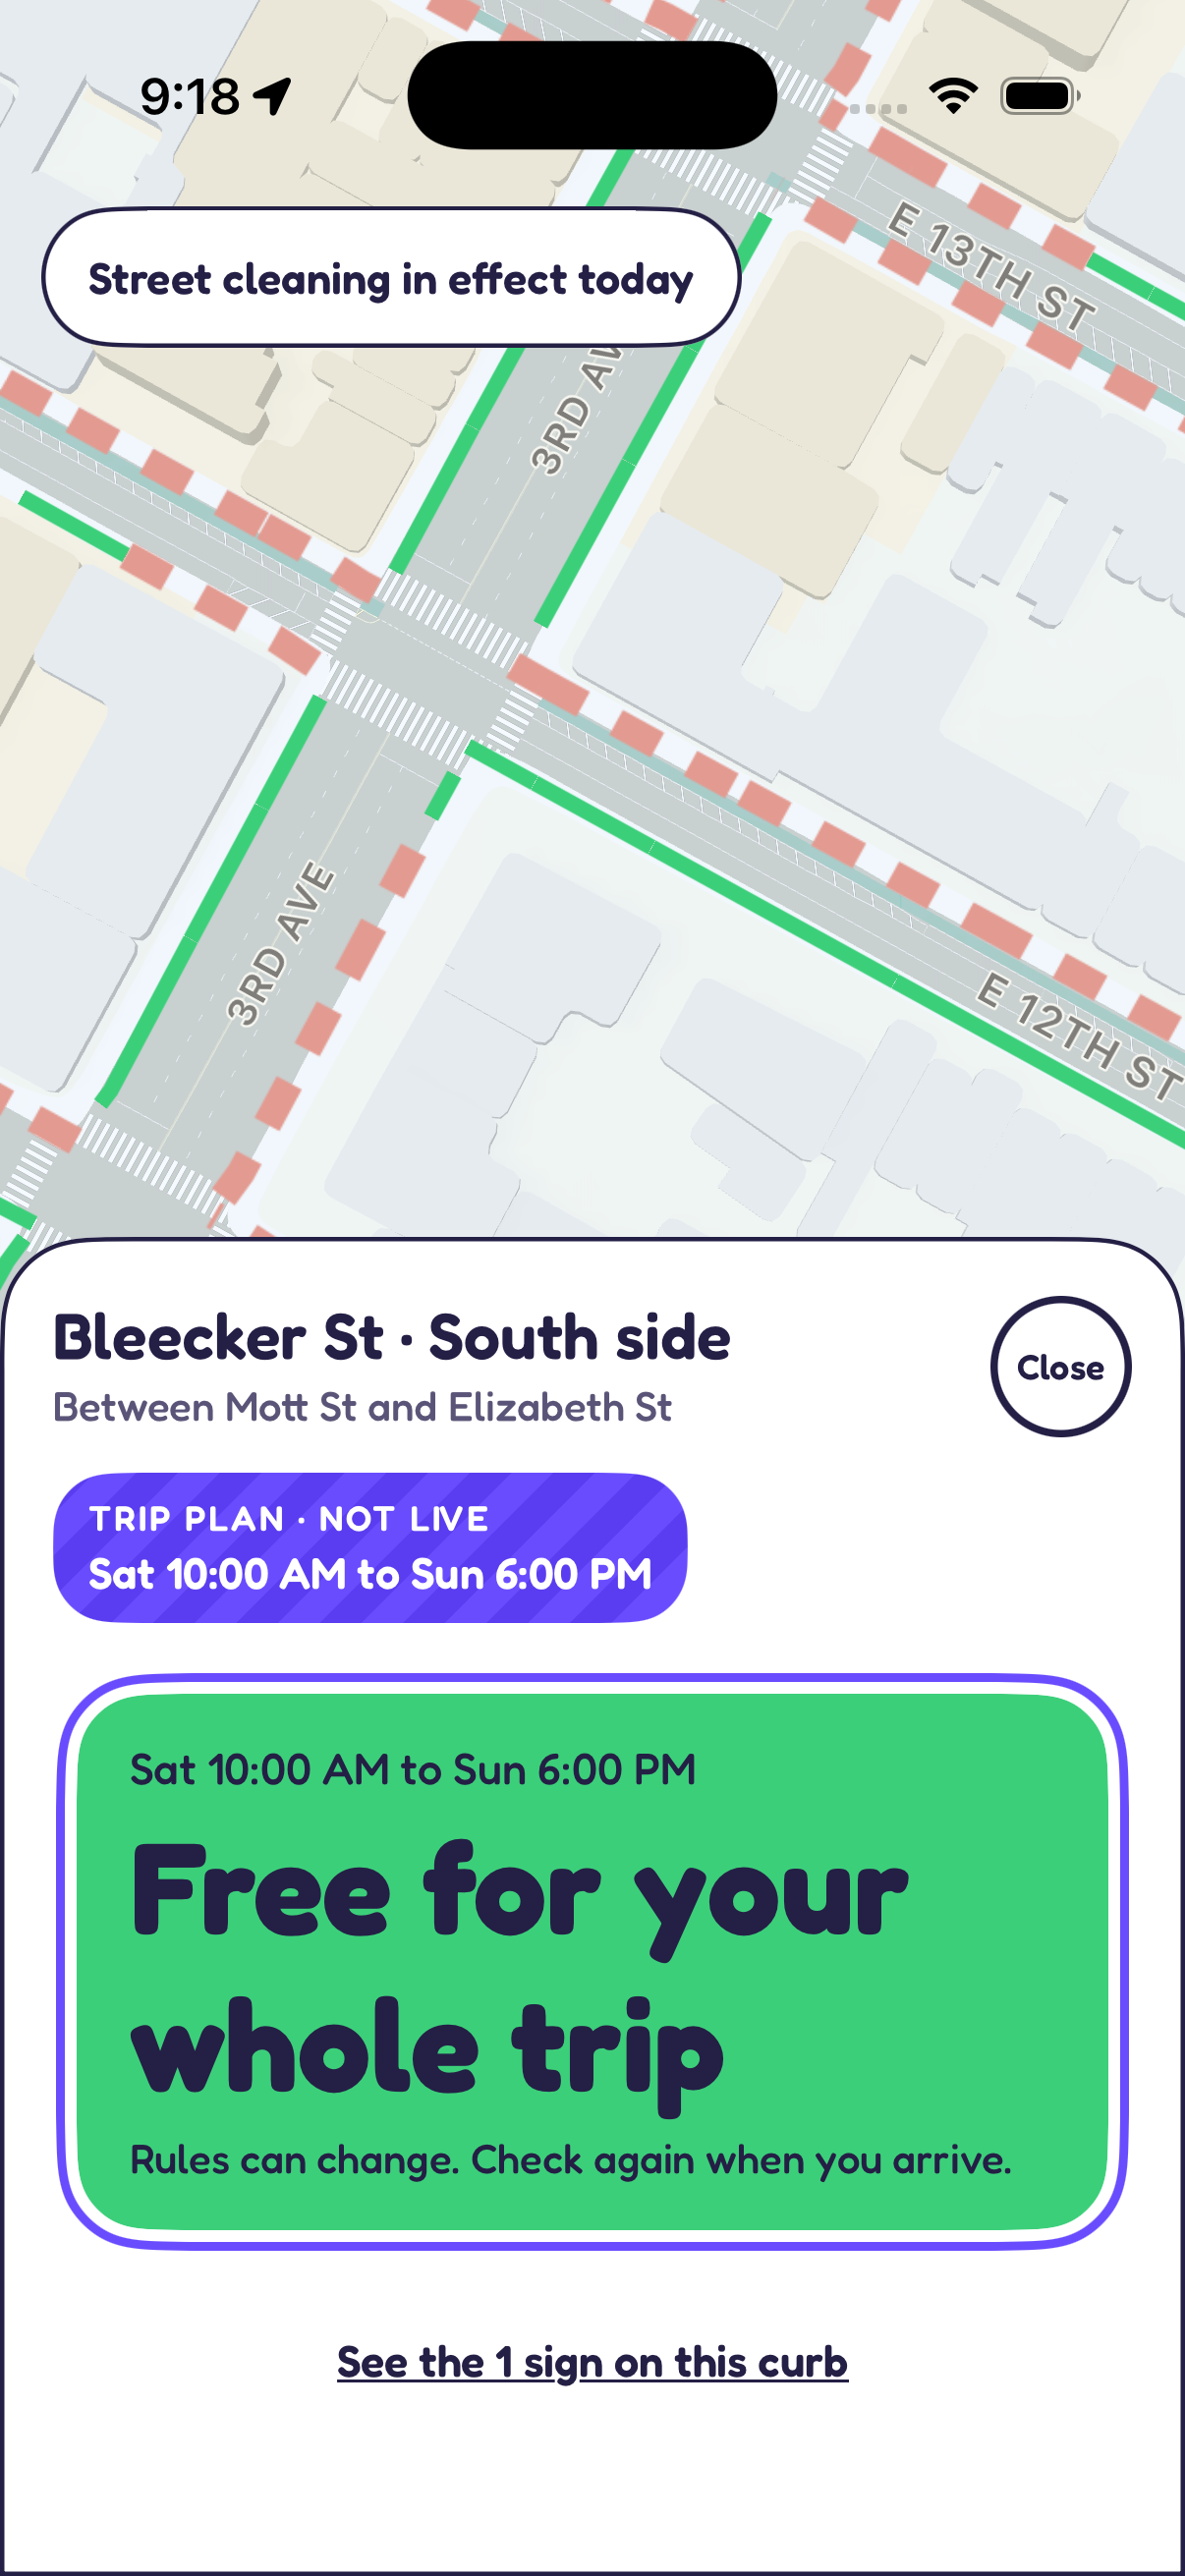 9:18
E 13TH ST
Street cleaning in effect today
3RD AV
3RD AVE
E 12TH ST
Bleecker St · South side
Close
Between Mott St and Elizabeth St
TRIP PLAN · NOT LIVE
Sat 10:00 AM to Sun 6:00 PM
Sat 10:00 AM to Sun 6:00 PM
Free for your
whole trip
Rules can change. Check again when you arrive.
See the 1 sign on this curb